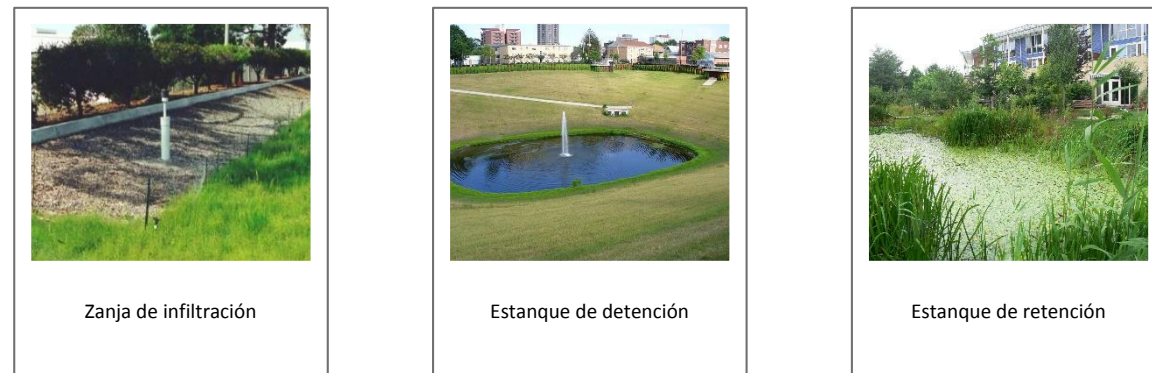 Zanja de infiltración
Estanque de detención
Estanque de retención